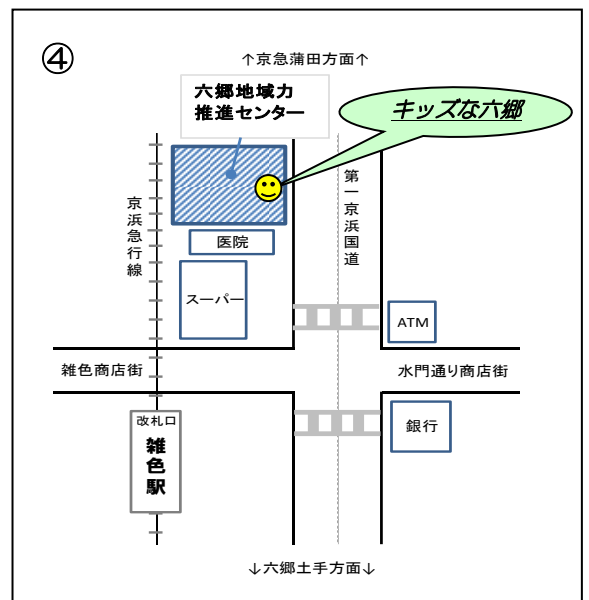 ④
↑京急蒲田方面↑
六郷地域力
推進センター
キッズな六郷
京浜急行線
第一京浜国道
医院
スーパー
ATM
雑色商店街
水門通り商店街
改札口
雑色駅
銀行
↓六郷土手方面↓